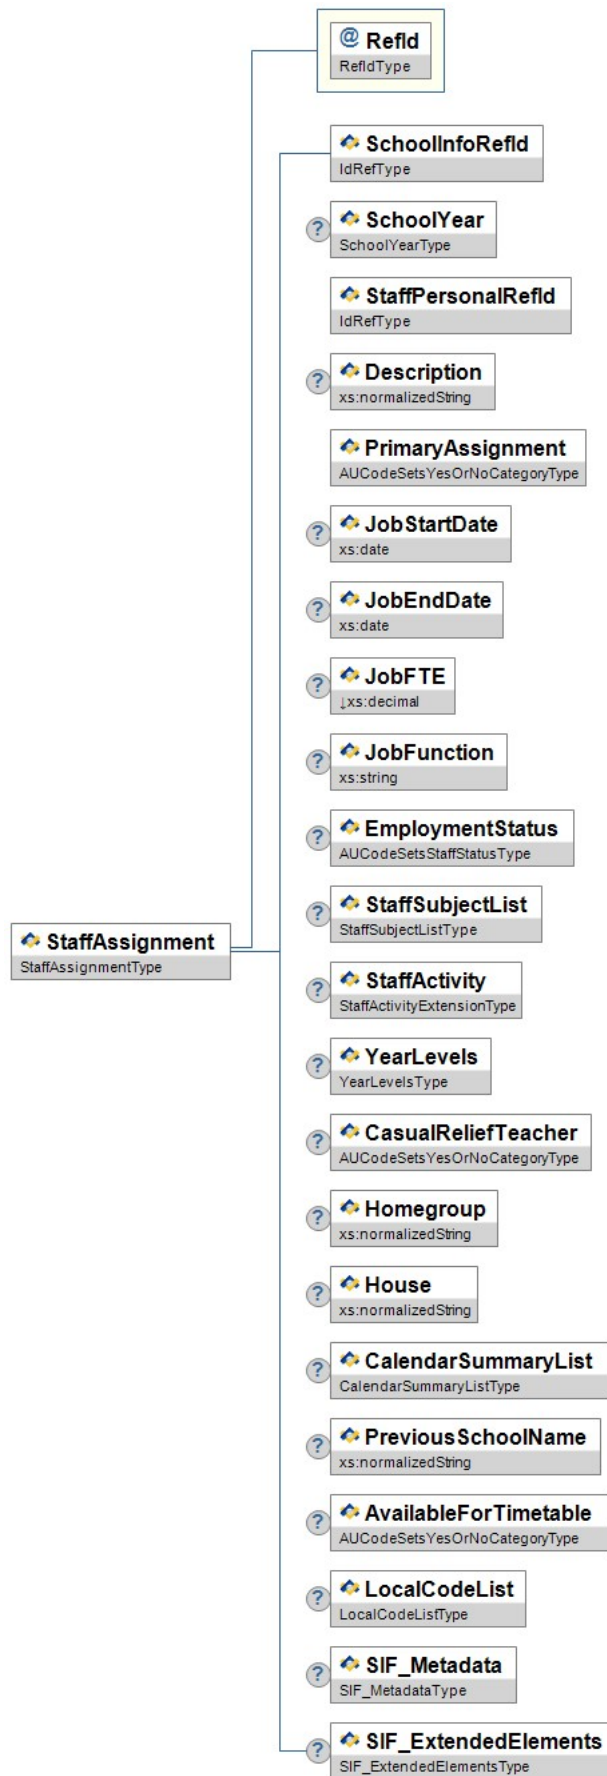 @ RefId
RefIdType
SchoolInfoRefId
IdRefType
? SchoolYear
SchoolYearType
StaffPersonalRefId
IdRefType
? Description
xs:normalizedString
PrimaryAssignment
AUCodeSetsYesOrNoCategoryType
? JobStartDate
xs:date
? JobEndDate
xs:date
? JobFTE
↓xs:decimal
? JobFunction
xs:string
? EmploymentStatus
AUCodeSetsStaffStatusType
? StaffSubjectList
StaffSubjectListType
StaffAssignment
StaffAssignmentType
? StaffActivity
StaffActivityExtensionType
? YearLevels
YearLevelsType
? CasualReliefTeacher
AUCodeSetsYesOrNoCategoryType
? Homegroup
xs:normalizedString
? House
xs:normalizedString
? CalendarSummaryList
CalendarSummaryListType
? PreviousSchoolName
xs:normalizedString
? AvailableForTimetable
AUCodeSetsYesOrNoCategoryType
? LocalCodeList
LocalCodeListType
? SIF_Metadata
SIF_MetadataType
? SIF_ExtendedElements
SIF_ExtendedElementsType